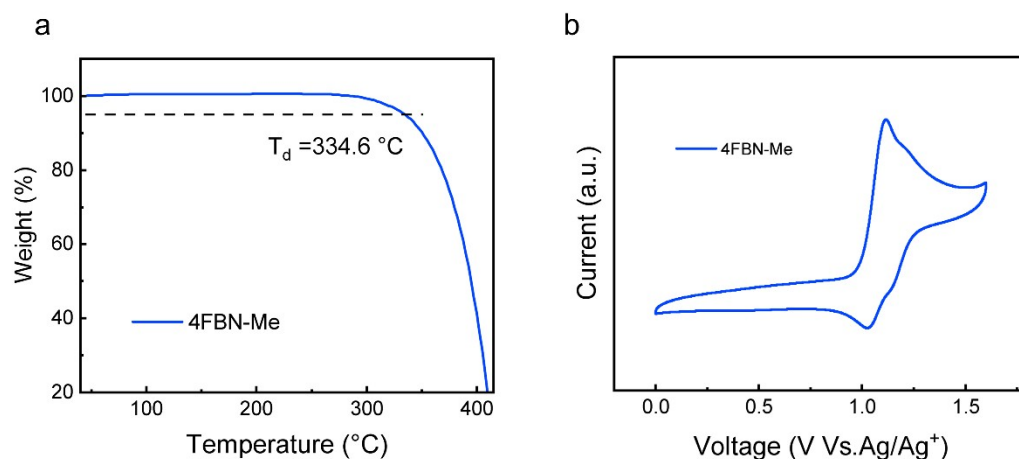 a
100
80
60
40
20
Weight (%)
T_d =334.6 °C
4FBN-Me
100
200
300
400
Temperature (°C)
b
Current (a.u.)
4FBN-Me
0.0
0.5
1.0
1.5
Voltage (V Vs.Ag/Ag⁺)